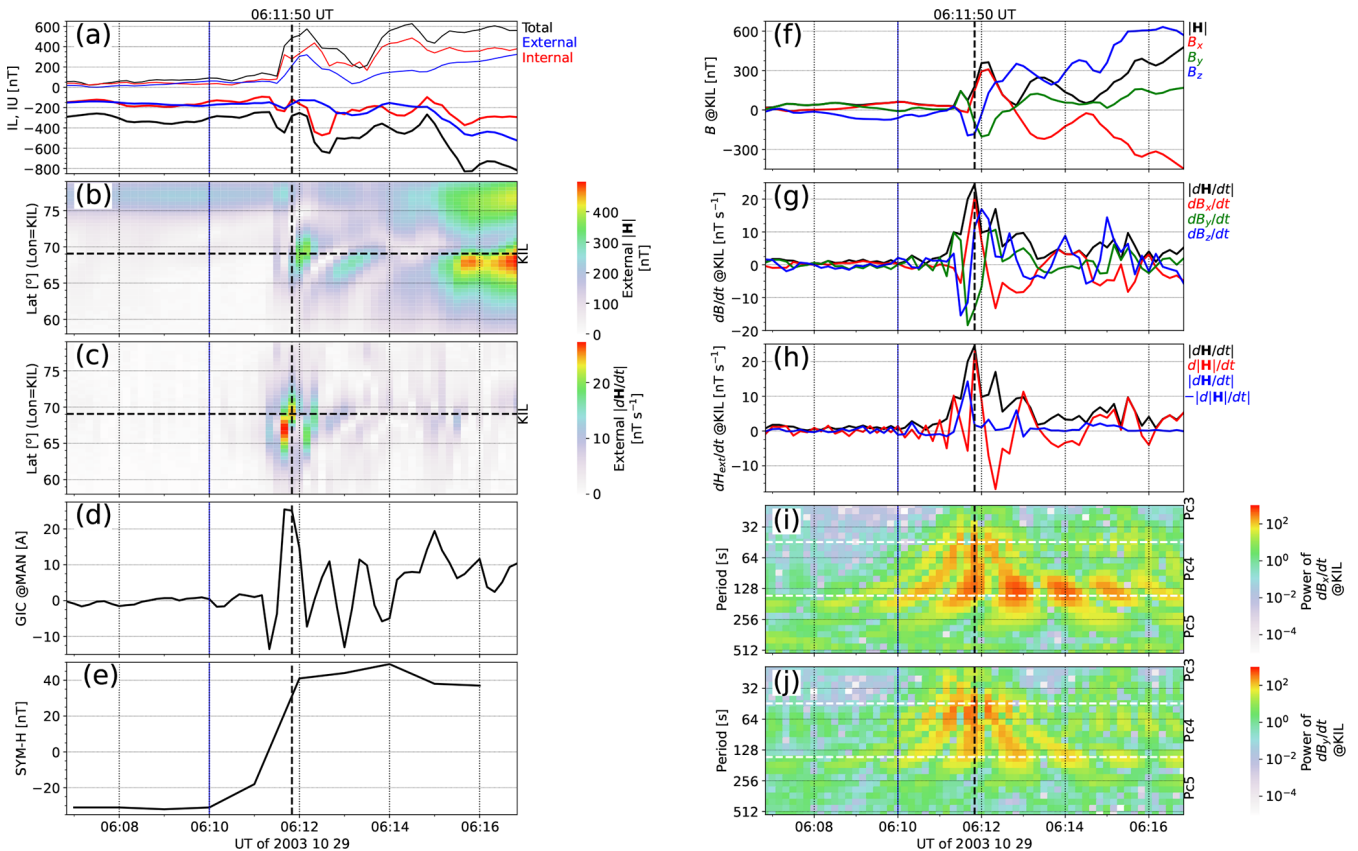 06:11:50 UT
(a)
Total
External
Internal
IL, IU [nT]
600
400
200
0
−200
−400
−600
−800
(b)
Lat [º] (Lon=KIL)
75
70
65
60
KIL
400
300
200
100
0
External |H|
[nT]
(c)
Lat [º] (Lon=KIL)
75
70
65
60
KIL
20
10
0
External |dH/dt|
[nT s⁻¹]
(d)
GIC @MAN [A]
20
10
0
−10
(e)
SYM-H [nT]
40
20
0
−20
06:08
06:10
06:12
06:14
06:16
UT of 2003 10 29
06:11:50 UT
(f)
|H|
Bx
By
Bz
B @KIL [nT]
600
300
0
−300
(g)
|dH/dt|
dBx/dt
dBy/dt
dBz/dt
dB/dt @KIL [nT s⁻¹]
20
10
0
−10
−20
(h)
|dH/dt|
d|H|/dt
|dH/dt|
−|d|H|/dt|
dHext/dt @KIL [nT s⁻¹]
20
10
0
−10
(i)
Period [s]
32
64
128
256
512
Pc3
Pc4
Pc5
10²
10⁰
10⁻²
10⁻⁴
Power of
dBx/dt
@KIL
(j)
Period [s]
32
64
128
256
512
Pc3
Pc4
Pc5
10²
10⁰
10⁻²
10⁻⁴
Power of
dBy/dt
@KIL
06:08
06:10
06:12
06:14
06:16
UT of 2003 10 29